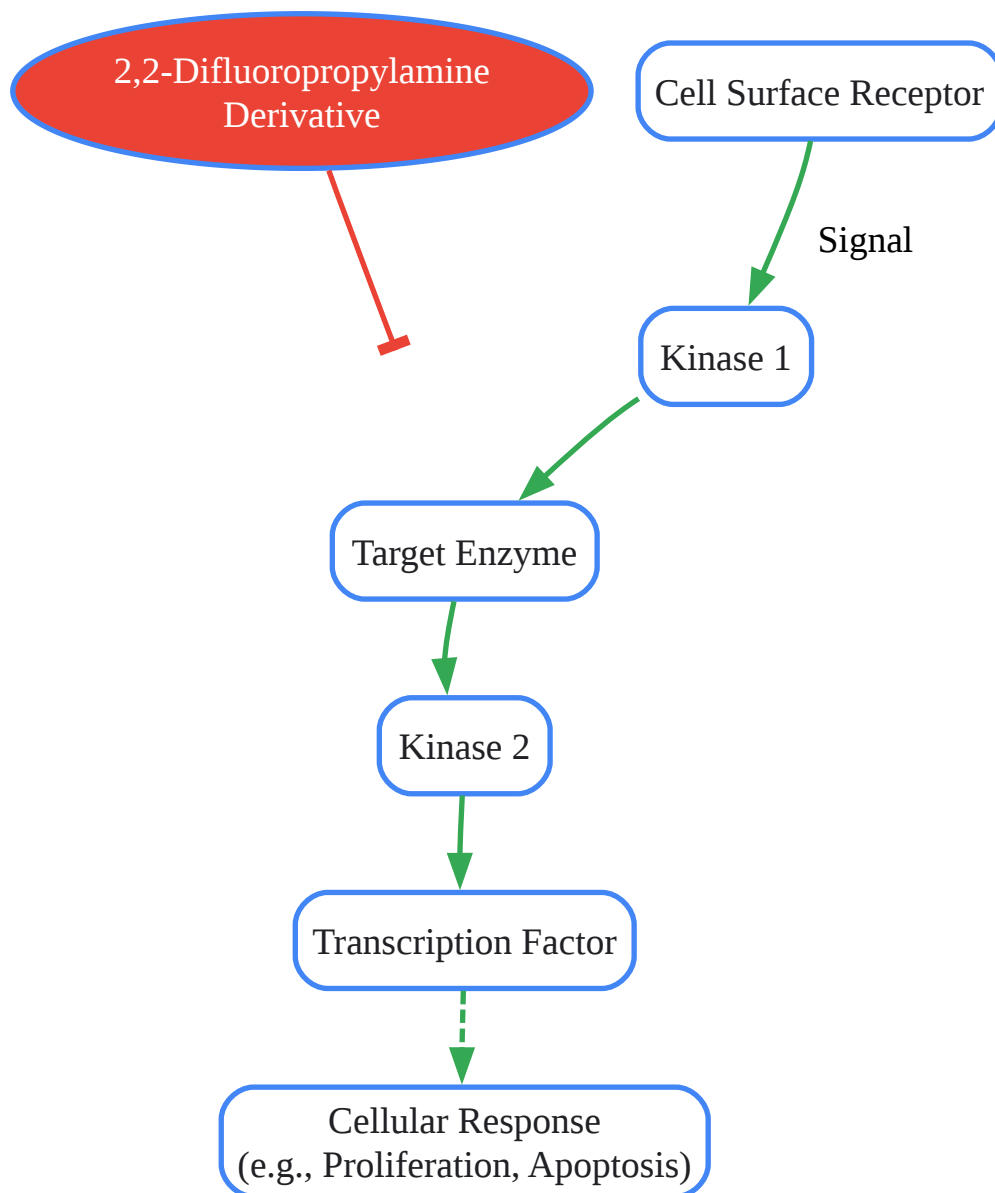 2,2-Difluoropropylamine
Derivative
Cell Surface Receptor
Signal
Kinase 1
Target Enzyme
Kinase 2
Transcription Factor
Cellular Response
(e.g., Proliferation, Apoptosis)